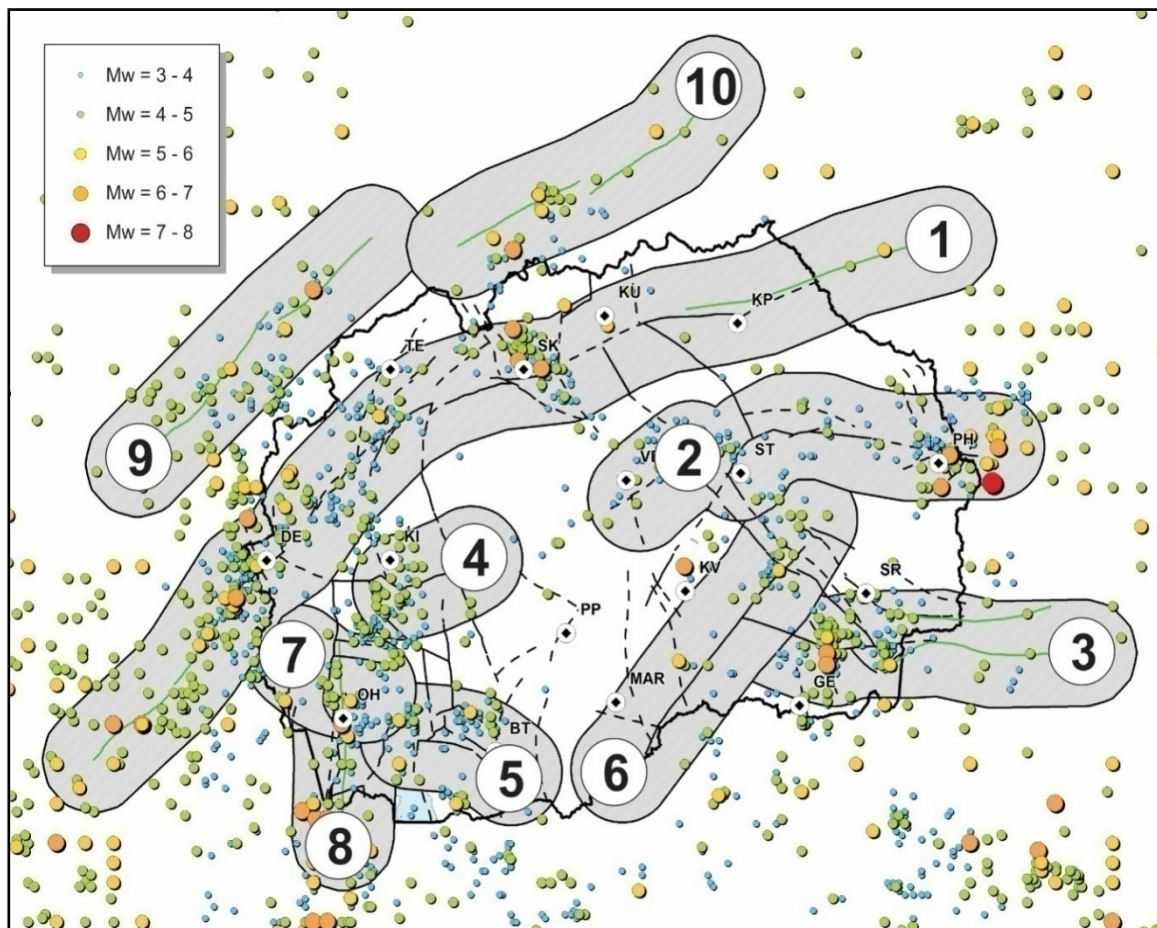 Mw = 3 - 4
Mw = 4 - 5
Mw = 5 - 6
Mw = 6 - 7
Mw = 7 - 8
10
1
KU
KP
TE
SK
9
2
ST
PH
VI
DE
KI
4
KV
SR
PP
7
3
MAR
GE
OH
BT
5
6
8